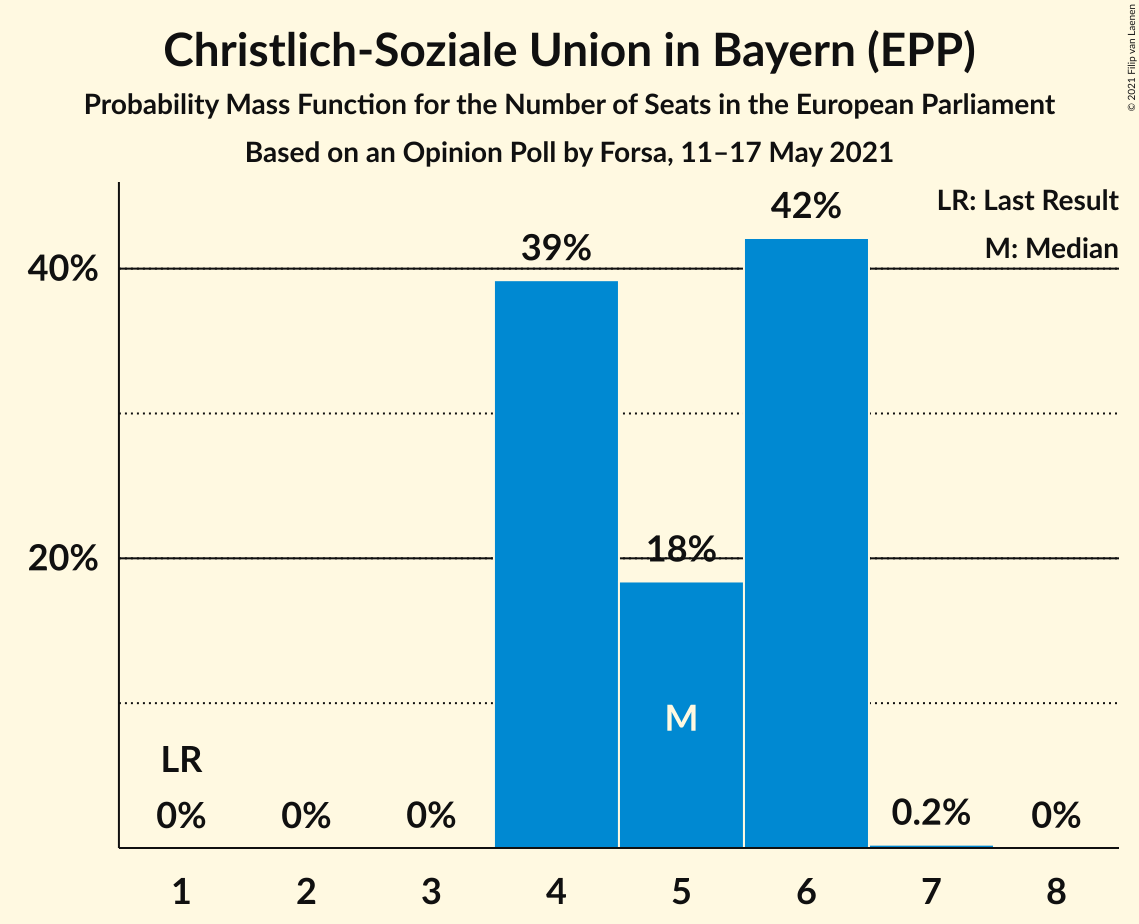 Christlich-Soziale Union in Bayern (EPP)
Probability Mass Function for the Number of Seats in the European Parliament
Based on an Opinion Poll by Forsa, 11–17 May 2021
© 2021 Filip van Laenen
LR: Last Result
M: Median
40%
20%
LR
0%
0%
0%
39%
18%
M
42%
0.2%
0%
1 2 3 4 5 6 7 8